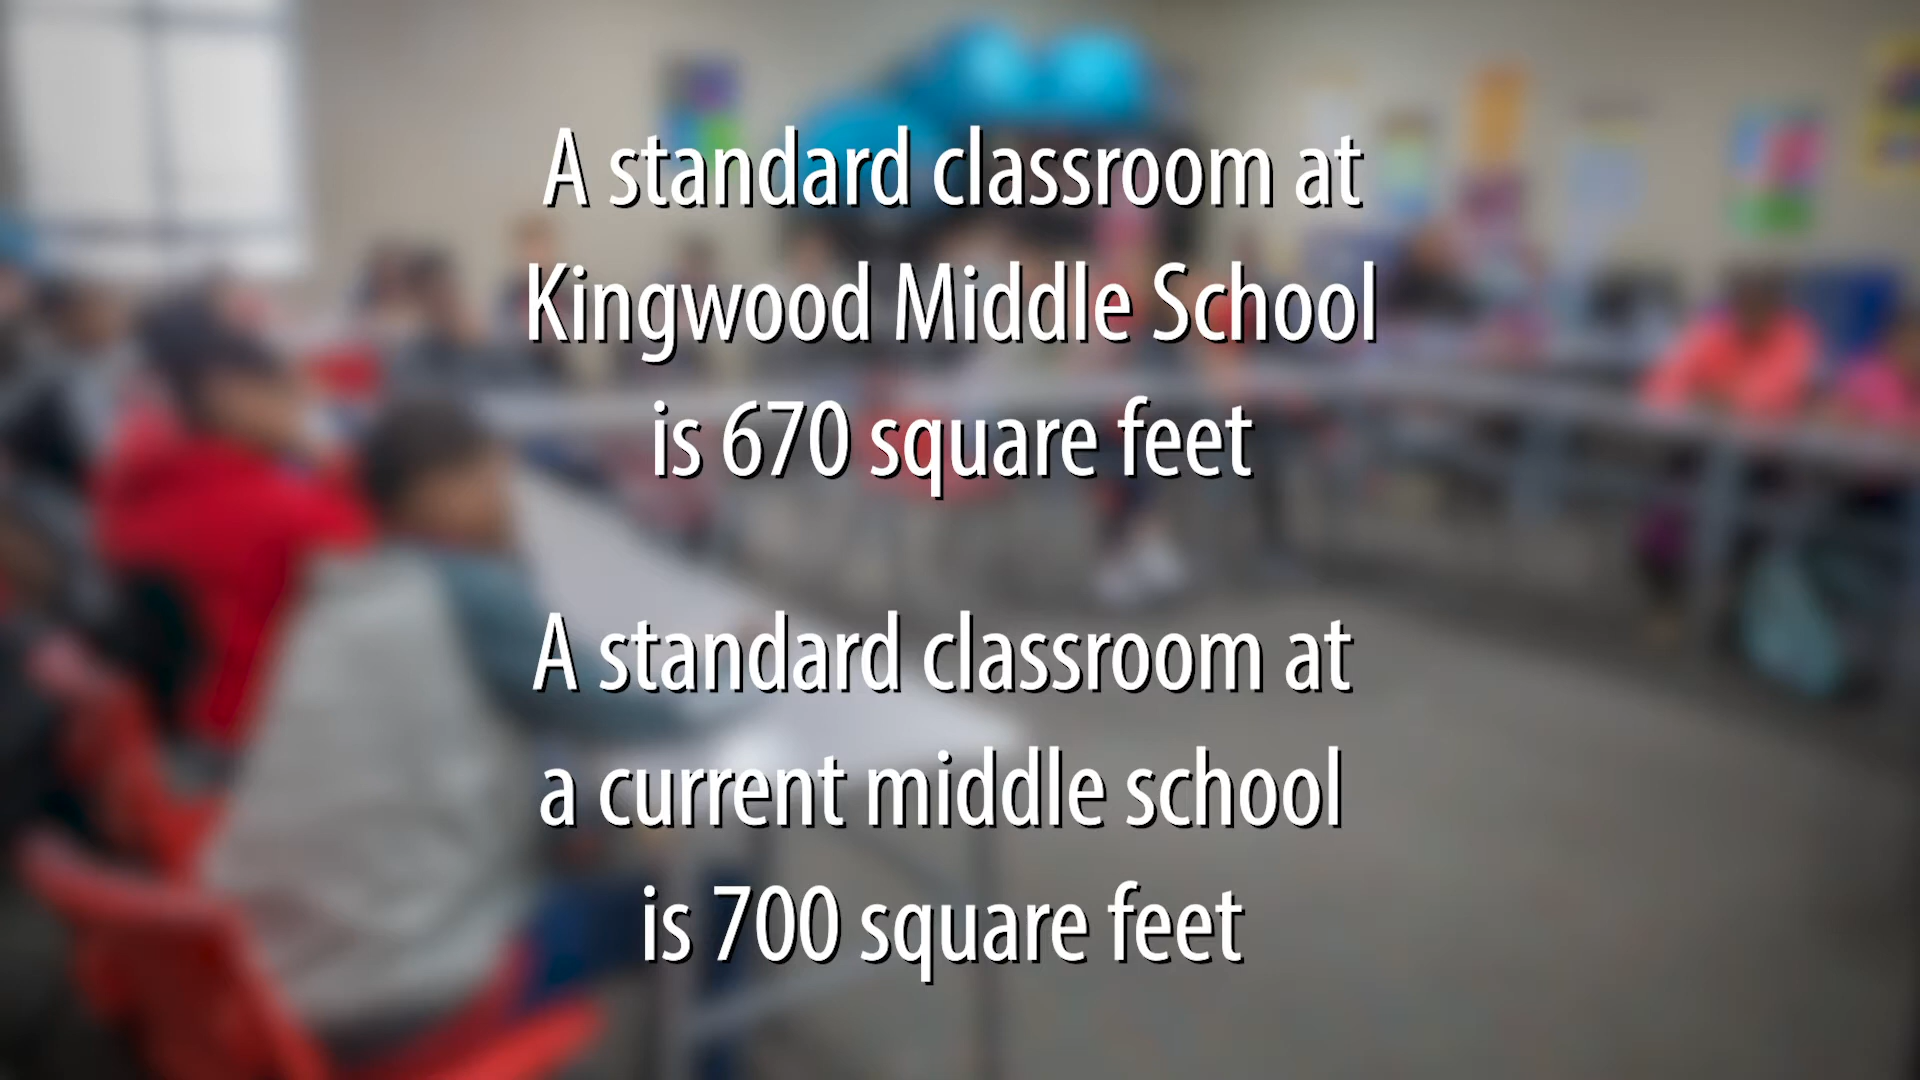 A standard classroom at
Kingwood Middle School
is 670 square feet
A standard classroom at
a current middle school
is 700 square feet